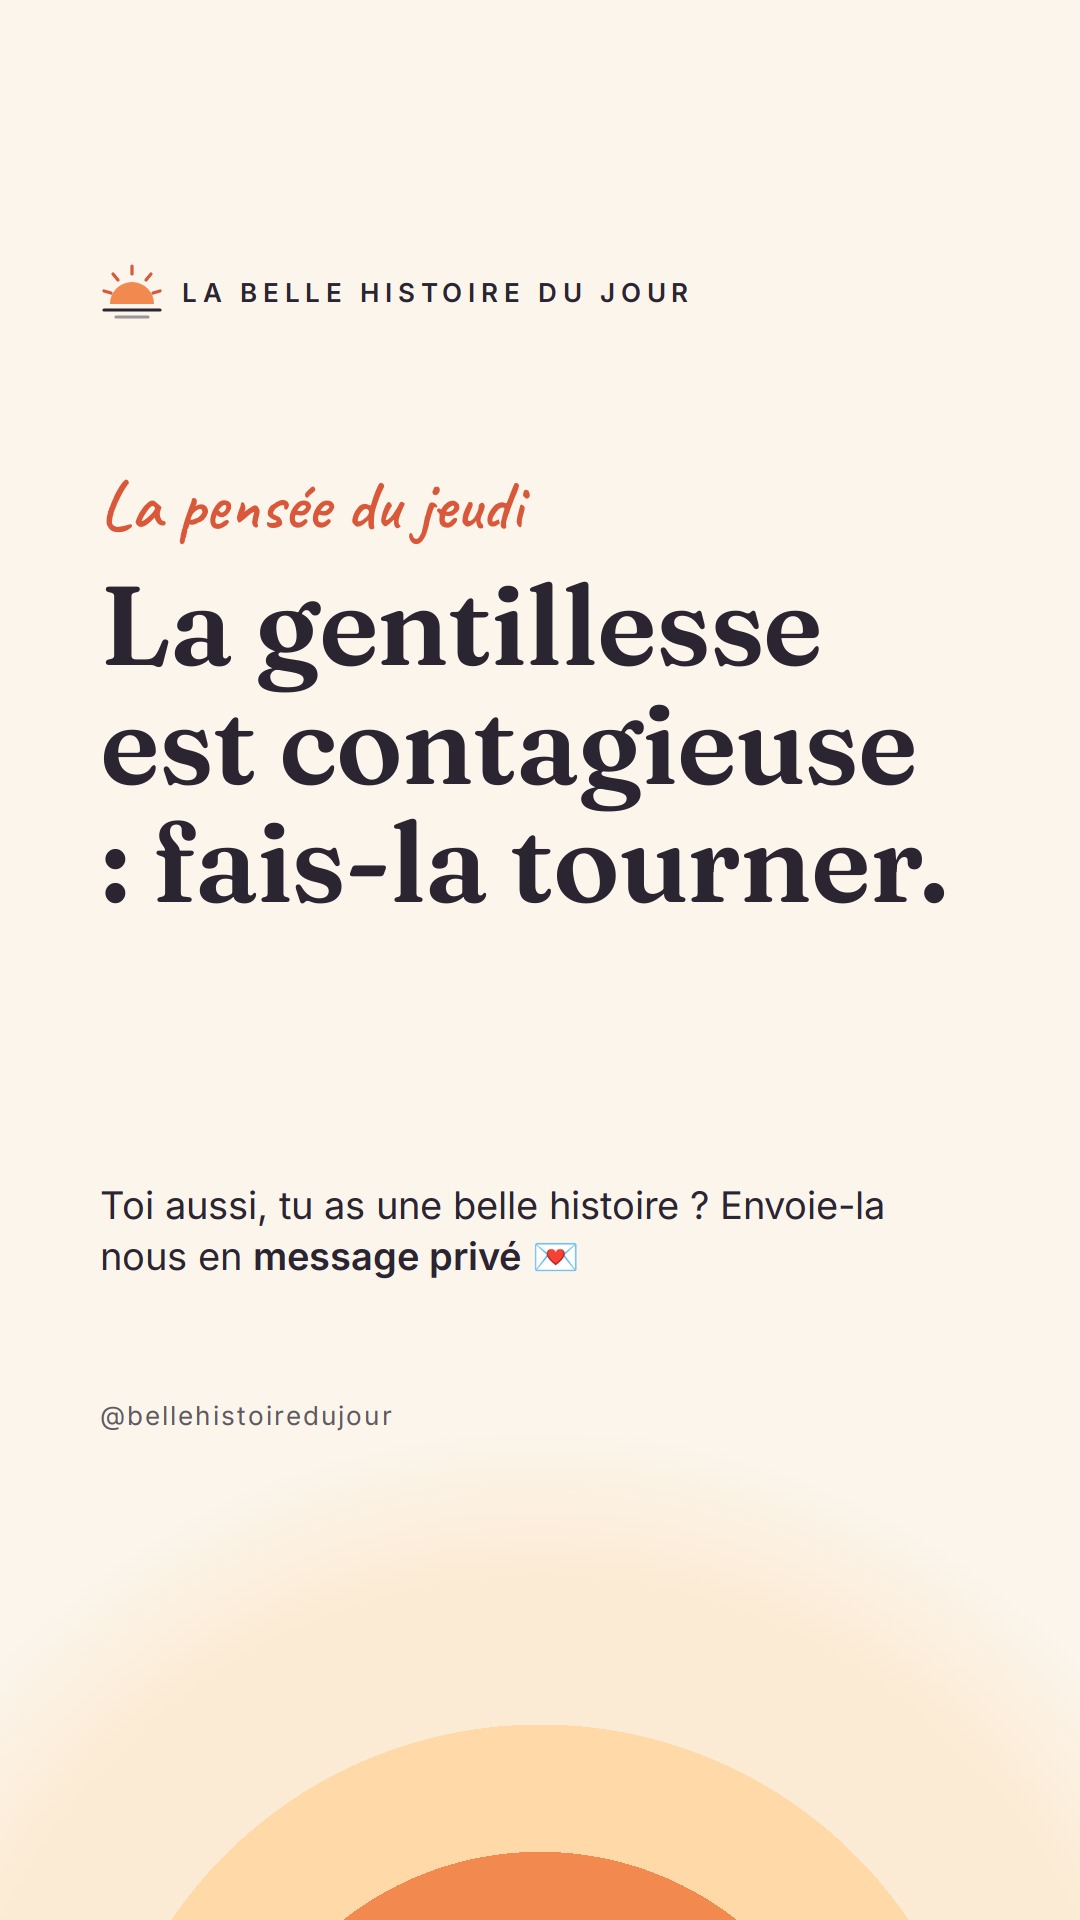 LA BELLE HISTOIRE DU JOUR
La pensée du jeudi
La gentillesse
est contagieuse
: fais-la tourner.
Toi aussi, tu as une belle histoire ? Envoie-la
nous en message privé 💌
@bellehistoiredujour